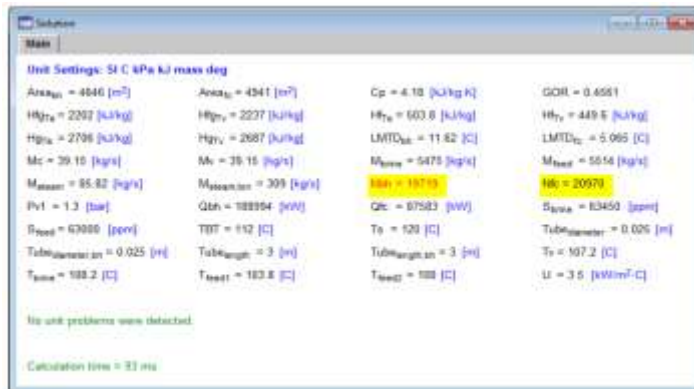 Solution
Main
Unit Settings: SI C kPa kJ mass deg
Area_bh = 4646 [m²] Area_fc = 4941 [m²] Cp = 4.18 [kJ/kg K] GOR = 0.4561
Hfg_Ts = 2202 [kJ/kg] Hfg_Tv = 2237 [kJ/kg] Hf_Ts = 503.8 [kJ/kg] Hf_Tv = 449.5 [kJ/kg]
Hg_Ts = 2706 [kJ/kg] Hg_Tv = 2687 [kJ/kg] LMTD_bh = 11.62 [C] LMTD_fc = 5.065 [C]
Mc = 39.15 [kg/s] Mv = 39.15 [kg/s] M_brine = 5475 [kg/s] M_feed = 5514 [kg/s]
M_steam = 85.82 [kg/s] = 309 Nbh = 19719 Nfc = 20970
Pv1 = 1.3 [bar] Qbh = 188994 [kW] Qfc = 87583 [kW] S_brine = 63450 [ppm]
S_feed = 63000 [ppm] TBT = 112 [C] Ts = 120 [C] Tube_diameter = 0.025 [m]
Tube_diameter,bh = 0.025 [m] Tube_length = 3 [m] Tube_length,bh = 3 [m] Tv = 107.2 [C]
T_brine = 108.2 [C] T_feed1 = 103.8 [C] T_feed2 = 108 [C] U = 3.5 [kW/m²-C]
No unit problems were detected.
Calculation time = 93 ms